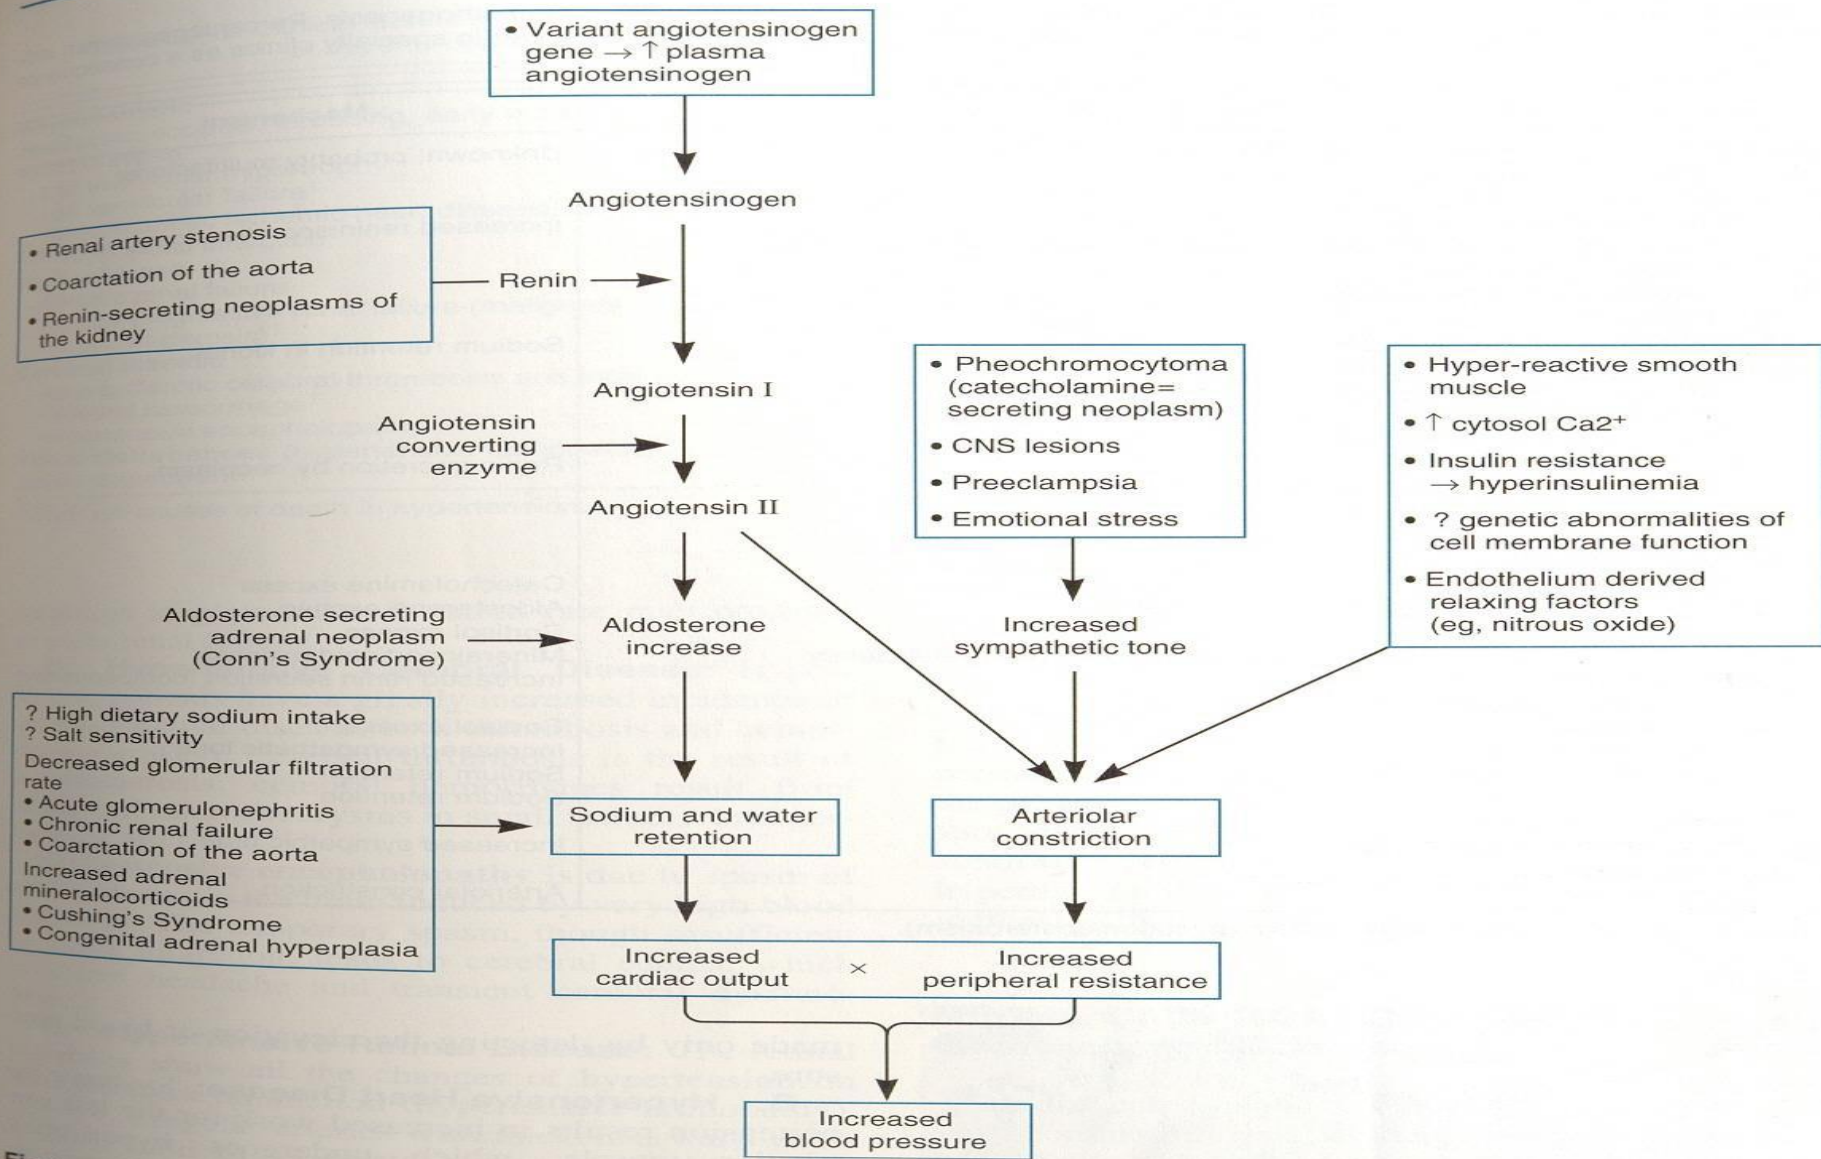 • Variant angiotensinogen
gene → ↑ plasma
angiotensinogen
Angiotensinogen
• Renal artery stenosis
• Coarctation of the aorta
• Renin-secreting neoplasms of
the kidney
Renin
Angiotensin I
Angiotensin
converting
enzyme
Angiotensin II
• Pheochromocytoma
(catecholamine=
secreting neoplasm)
• CNS lesions
• Preeclampsia
• Emotional stress
• Hyper-reactive smooth
muscle
• ↑ cytosol Ca2+
• Insulin resistance
→ hyperinsulinemia
• ? genetic abnormalities of
cell membrane function
• Endothelium derived
relaxing factors
(eg, nitrous oxide)
Aldosterone secreting
adrenal neoplasm
(Conn's Syndrome)
Aldosterone
increase
Increased
sympathetic tone
? High dietary sodium intake
? Salt sensitivity
Decreased glomerular filtration
rate
• Acute glomerulonephritis
• Chronic renal failure
• Coarctation of the aorta
Increased adrenal
mineralocorticoids
• Cushing's Syndrome
• Congenital adrenal hyperplasia
Sodium and water
retention
Arteriolar
constriction
Increased
cardiac output
×
Increased
peripheral resistance
Increased
blood pressure